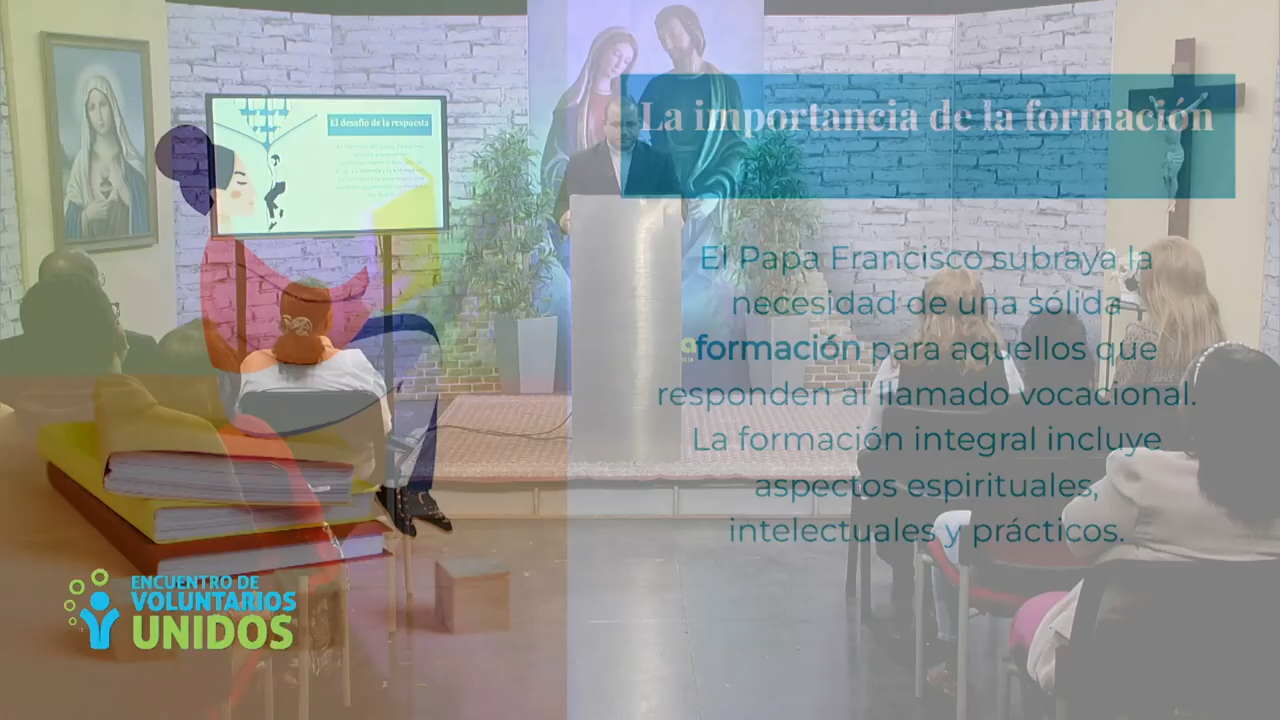 El desafío de la respuesta
La importancia de la formación
El Papa Francisco subraya la
necesidad de una sólida
formación para aquellos que
responden al llamado vocacional.
La formación integral incluye
aspectos espirituales,
intelectuales y prácticos.
ENCUENTRO DE
VOLUNTARIOS
UNIDOS